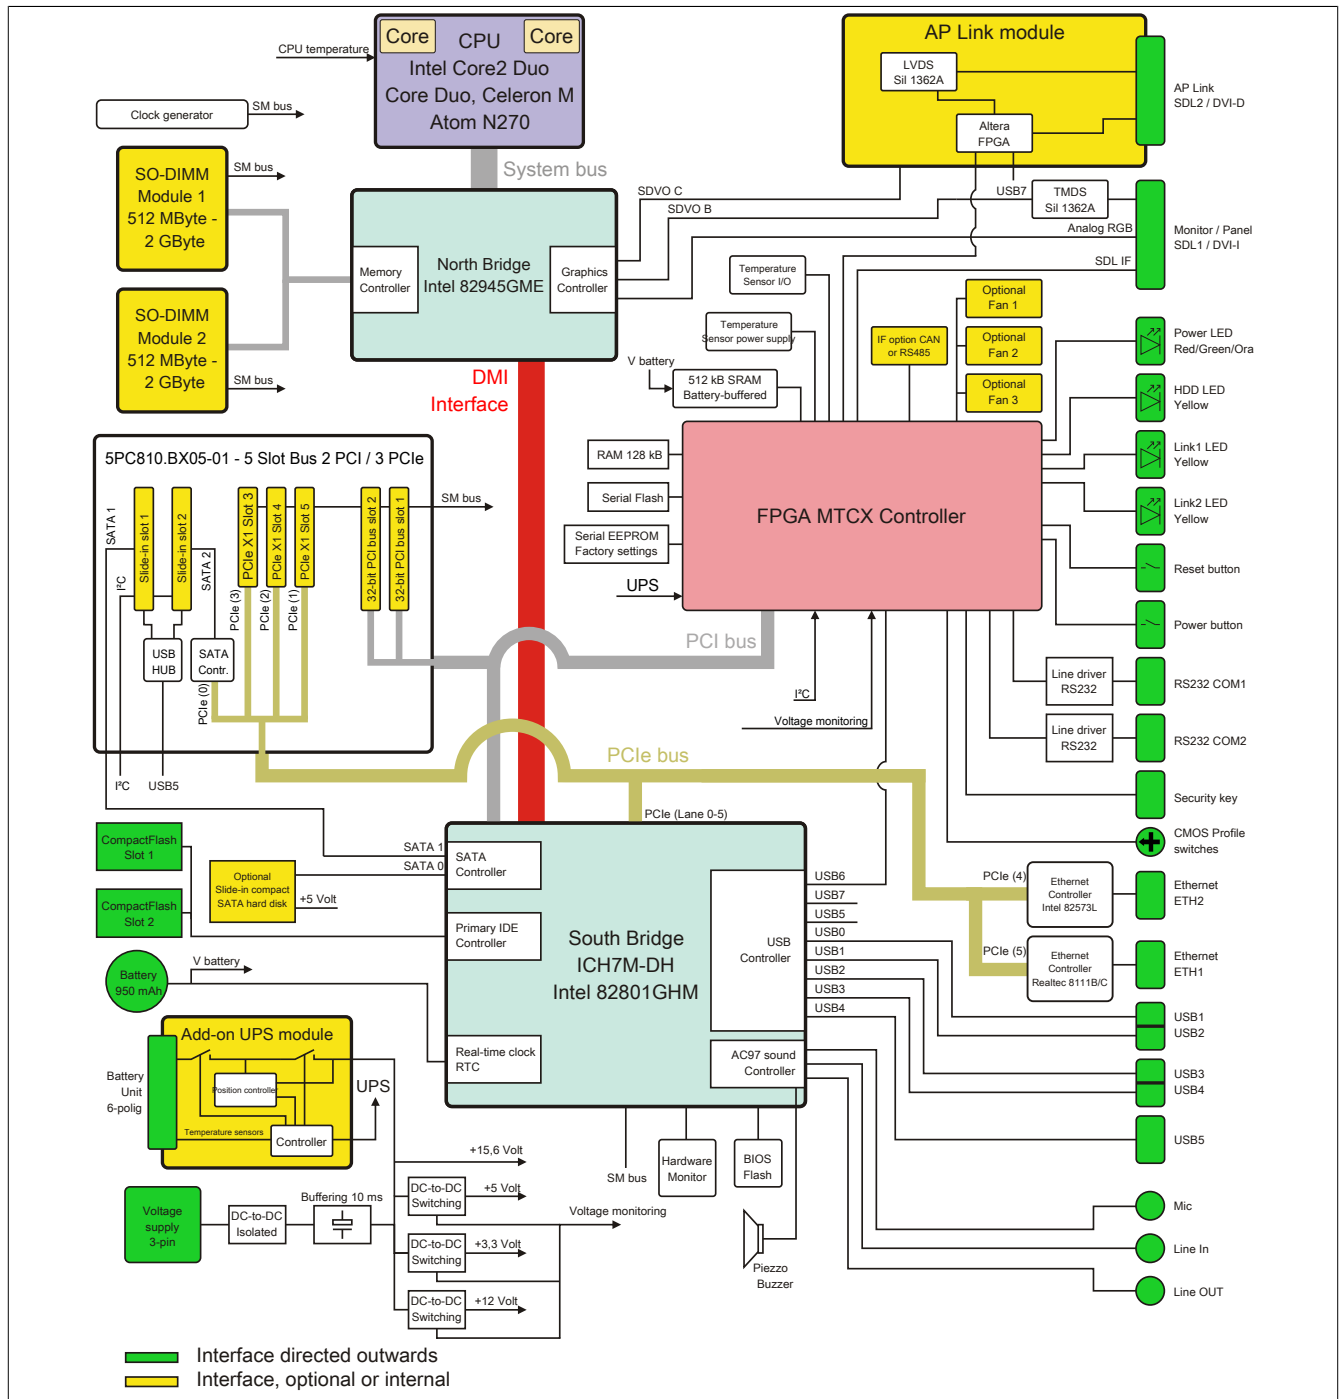 Core
CPU
Core
CPU temperature
Intel Core2 Duo
Core Duo, Celeron M
Atom N270
AP Link module
LVDS
Sil 1362A
Altera
FPGA
AP Link
SDL2 / DVI-D
Clock generator
SM bus
SO-DIMM
Module 1
512 MByte -
2 GByte
SM bus
System bus
SDVO C
SDVO B
USB7
TMDS
Sil 1362A
Analog RGB
Monitor / Panel
SDL1 / DVI-I
SDL IF
Memory
Controller
North Bridge
Intel 82945GME
Graphics
Controller
Temperature
Sensor I/O
SO-DIMM
Module 2
512 MByte -
2 GByte
SM bus
Temperature
Sensor power supply
V battery
512 kB SRAM
Battery-buffered
IF option CAN
or RS485
Optional
Fan 1
Optional
Fan 2
Optional
Fan 3
Power LED
Red/Green/Ora
HDD LED
Yellow
Link1 LED
Yellow
Link2 LED
Yellow
Reset button
Power button
DMI
Interface
5PC810.BX05-01 - 5 Slot Bus 2 PCI / 3 PCIe
SATA 1
I²C
Slide-in slot 1
Slide-in slot 2
SATA 2
PCIe X1 Slot 3
PCIe X1 Slot 4
PCIe X1 Slot 5
32-bit PCI bus slot 2
32-bit PCI bus slot 1
SM bus
PCIe (3)
PCIe (2)
PCIe (1)
USB
HUB
SATA
Contr.
PCIe (0)
I²C
USB5
RAM 128 kB
Serial Flash
Serial EEPROM
Factory settings
UPS
FPGA MTCX Controller
PCI bus
I²C
Voltage monitoring
Line driver
RS232
RS232 COM1
Line driver
RS232
RS232 COM2
Security key
CMOS Profile
switches
PCIe bus
PCIe (Lane 0-5)
CompactFlash
Slot 1
CompactFlash
Slot 2
Optional
Slide-in compact
SATA hard disk
+5 Volt
SATA 1
SATA 0
SATA
Controller
Primary IDE
Controller
South Bridge
ICH7M-DH
Intel 82801GHM
USB
Controller
USB6
USB7
USB5
USB0
USB1
USB2
USB3
USB4
PCIe (4)
Ethernet
Controller
Intel 82573L
Ethernet
ETH2
PCIe (5)
Ethernet
Controller
Realtec 8111B/C
Ethernet
ETH1
USB1
USB2
USB3
USB4
USB5
Battery
950 mAh
V battery
Real-time clock
RTC
AC97 sound
Controller
Add-on UPS module
Battery
Unit
6-polig
Position controller
Temperature sensors
Controller
UPS
SM bus
Hardware
Monitor
BIOS
Flash
Piezzo
Buzzer
Mic
Line In
Line OUT
Voltage
supply
3-pin
DC-to-DC
Isolated
Buffering 10 ms
+15,6 Volt
DC-to-DC
Switching
+5 Volt
Voltage monitoring
DC-to-DC
Switching
+3,3 Volt
DC-to-DC
Switching
+12 Volt
Interface directed outwards
Interface, optional or internal